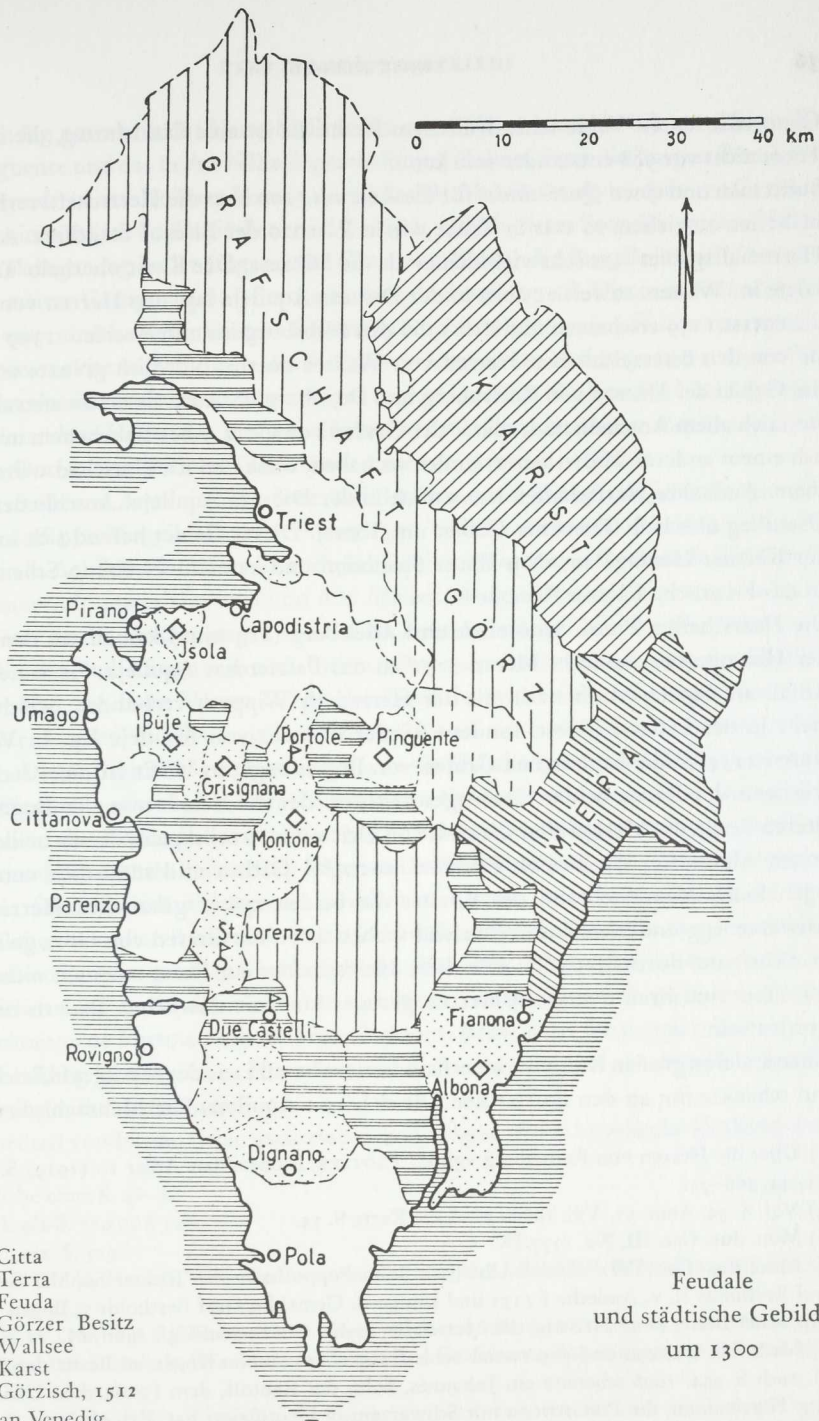 0 10 20 30 40 km
N
GRAFSCHAFT
KARST
GÖRZ
MERAN
Triest
Pirano
Capodistria
Jsola
Umago
Buje
Portole
Pinguente
Grisignana
Cittanova
Montona
Parenzo
St. Lorenzo
Due Castelli
Fianona
Rovigno
Albona
Dignano
Pola
Citta
Terra
Feuda
Görzer Besitz
Wallsee
Karst
Görzisch, 1512
an Venedig
Feudale
und städtische Gebild
um 1300